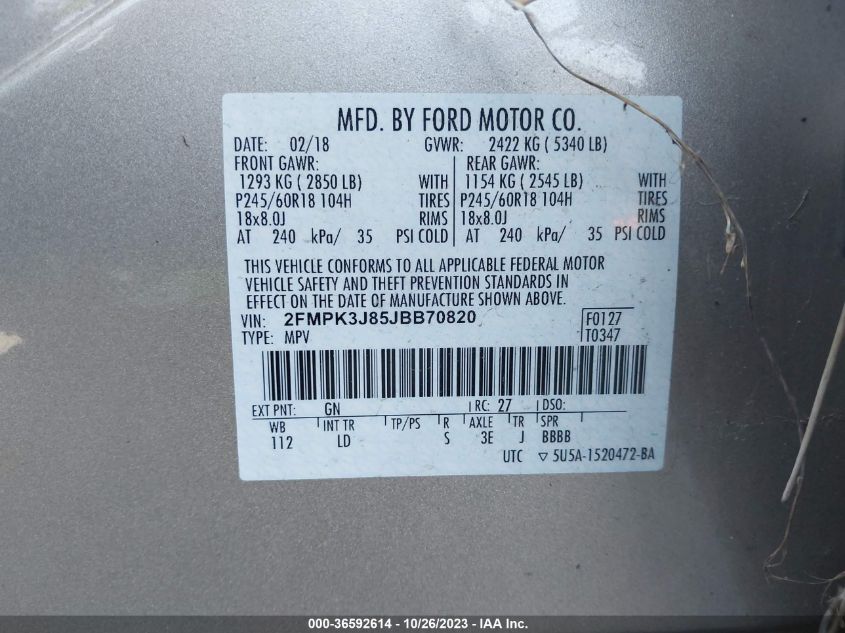 MFD. BY FORD MOTOR CO.
DATE: 02/18 GVWR: 2422 KG ( 5340 LB)
FRONT GAWR: REAR GAWR:
1293 KG ( 2850 LB) WITH 1154 KG ( 2545 LB) WITH
P245/60R18 104H TIRES P245/60R18 104H TIRES
18x8.0J RIMS 18x8.0J RIMS
AT 240 kPa/ 35 PSI COLD AT 240 kPa/ 35 PSI COLD
THIS VEHICLE CONFORMS TO ALL APPLICABLE FEDERAL MOTOR
VEHICLE SAFETY AND THEFT PREVENTION STANDARDS IN
EFFECT ON THE DATE OF MANUFACTURE SHOWN ABOVE.
VIN: 2FMPK3J85JBB70820 F0127
TYPE: MPV T0347
EXT PNT: GN RC: 27 DSO:
WB INT TR TP/PS R AXLE TR SPR
112 LD S 3E J BBBB
UTC ▽ 5U5A-1520472-BA
000-36592614 - 10/26/2023 - IAA Inc.